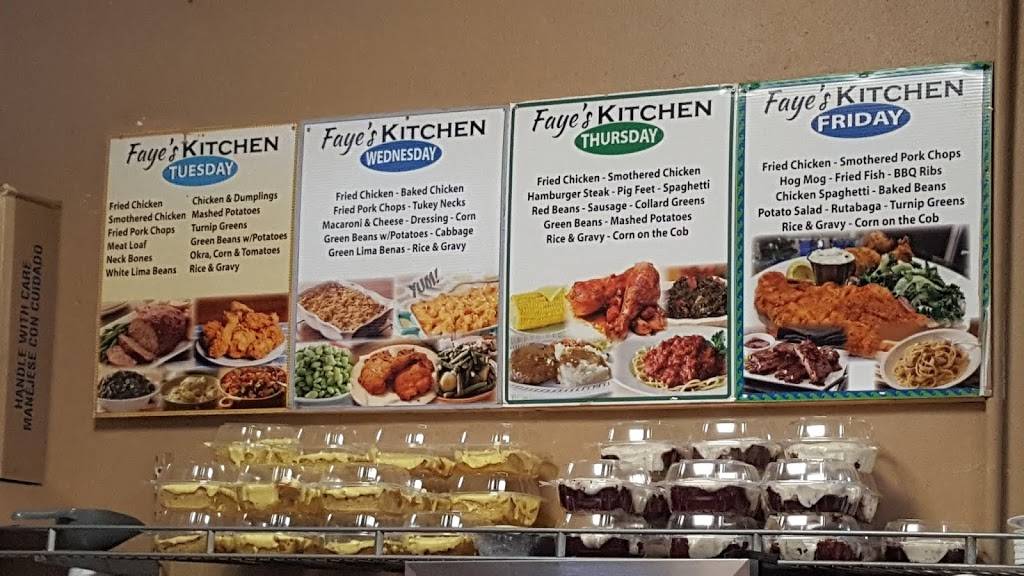 HANDLE WITH CARE
MANEJESE CON CUIDADO
Faye's KITCHEN
TUESDAY
Fried Chicken
Smothered Chicken
Fried Pork Chops
Meat Loaf
Neck Bones
White Lima Beans
Chicken & Dumplings
Mashed Potatoes
Turnip Greens
Green Beans w/Potatoes
Okra, Corn & Tomatoes
Rice & Gravy
Faye's KITCHEN
WEDNESDAY
Fried Chicken - Baked Chicken
Fried Pork Chops - Tukey Necks
Macaroni & Cheese - Dressing - Corn
Green Beans w/Potatoes - Cabbage
Green Lima Benas - Rice & Gravy
YUM!
Faye's KITCHEN
THURSDAY
Fried Chicken - Smothered Chicken
Hamburger Steak - Pig Feet - Spaghetti
Red Beans - Sausage - Collard Greens
Green Beans - Mashed Potatoes
Rice & Gravy - Corn on the Cob
Faye's KITCHEN
FRIDAY
Fried Chicken - Smothered Pork Chops
Hog Mog - Fried Fish - BBQ Ribs
Chicken Spaghetti - Baked Beans
Potato Salad - Rutabaga - Turnip Greens
Rice & Gravy - Corn on the Cob